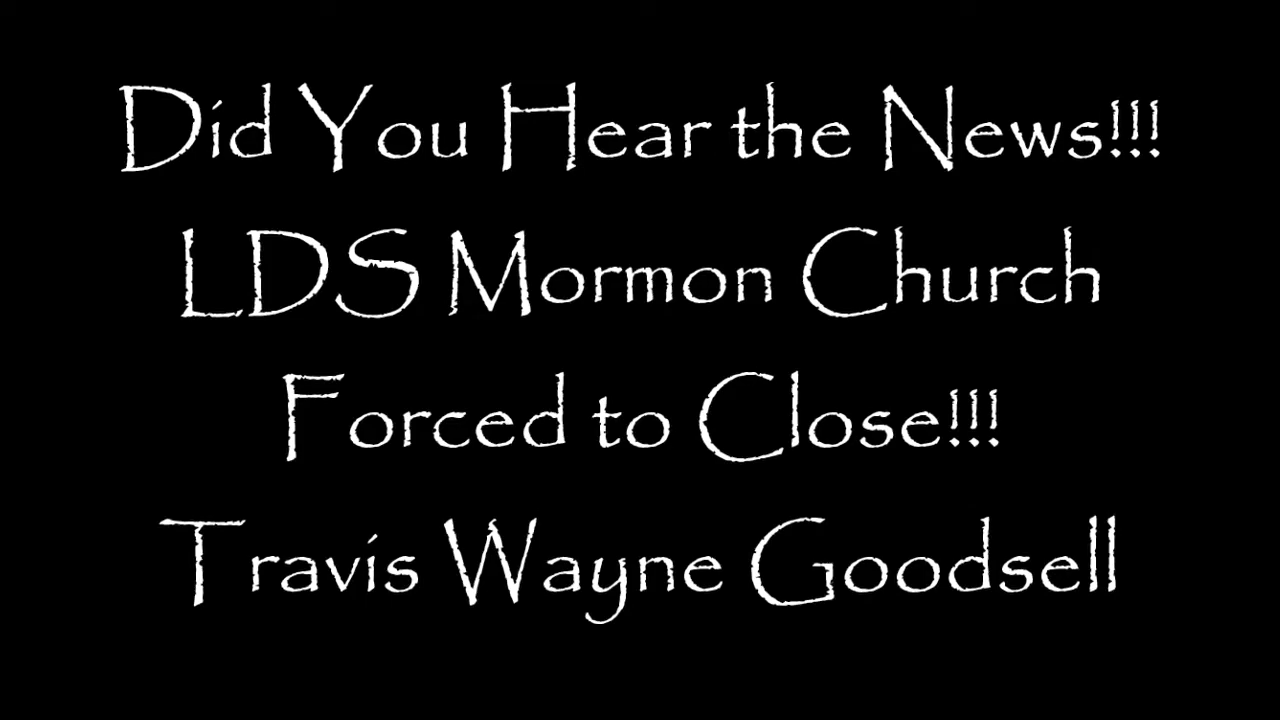 Did You Hear the News!!!
LDS Mormon Church
Forced to Close!!!
Travis Wayne Goodsell